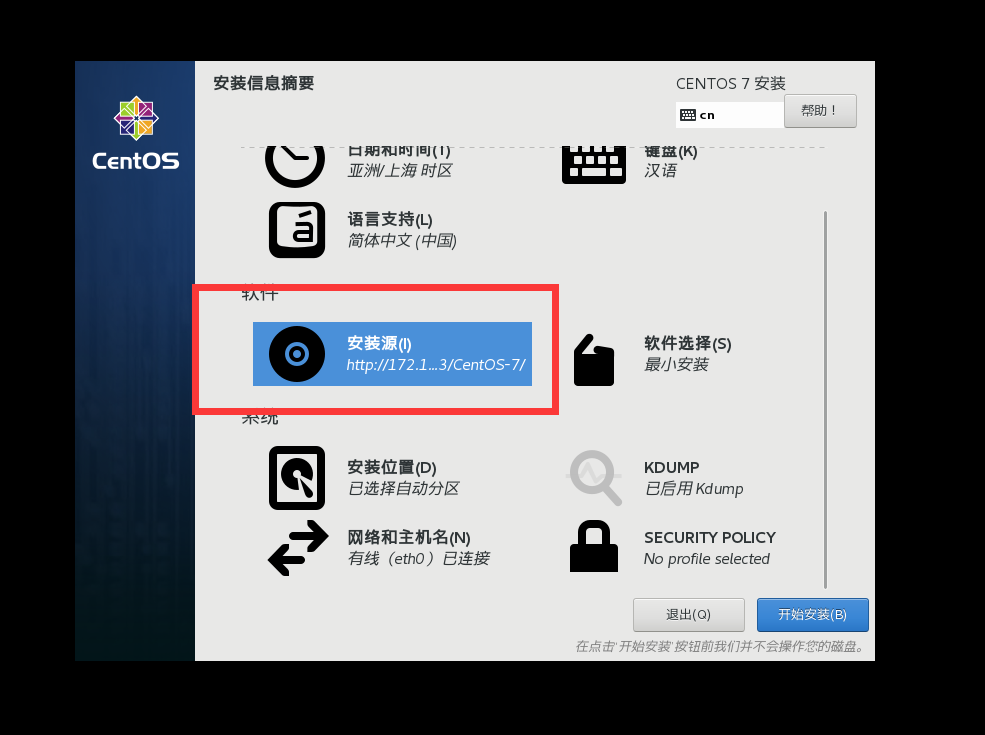 安装信息摘要
CENTOS 7 安装
cn
帮助！
CentOS
日期和时间(T)
亚洲/上海 时区
键盘(K)
汉语
á
语言支持(L)
简体中文 (中国)
软件
安装源(I)
http://172.1...3/CentOS-7/
软件选择(S)
最小安装
系统
安装位置(D)
已选择自动分区
KDUMP
已启用 Kdump
网络和主机名(N)
有线（eth0）已连接
SECURITY POLICY
No profile selected
退出(Q)
开始安装(B)
在点击'开始安装'按钮前我们并不会操作您的磁盘。